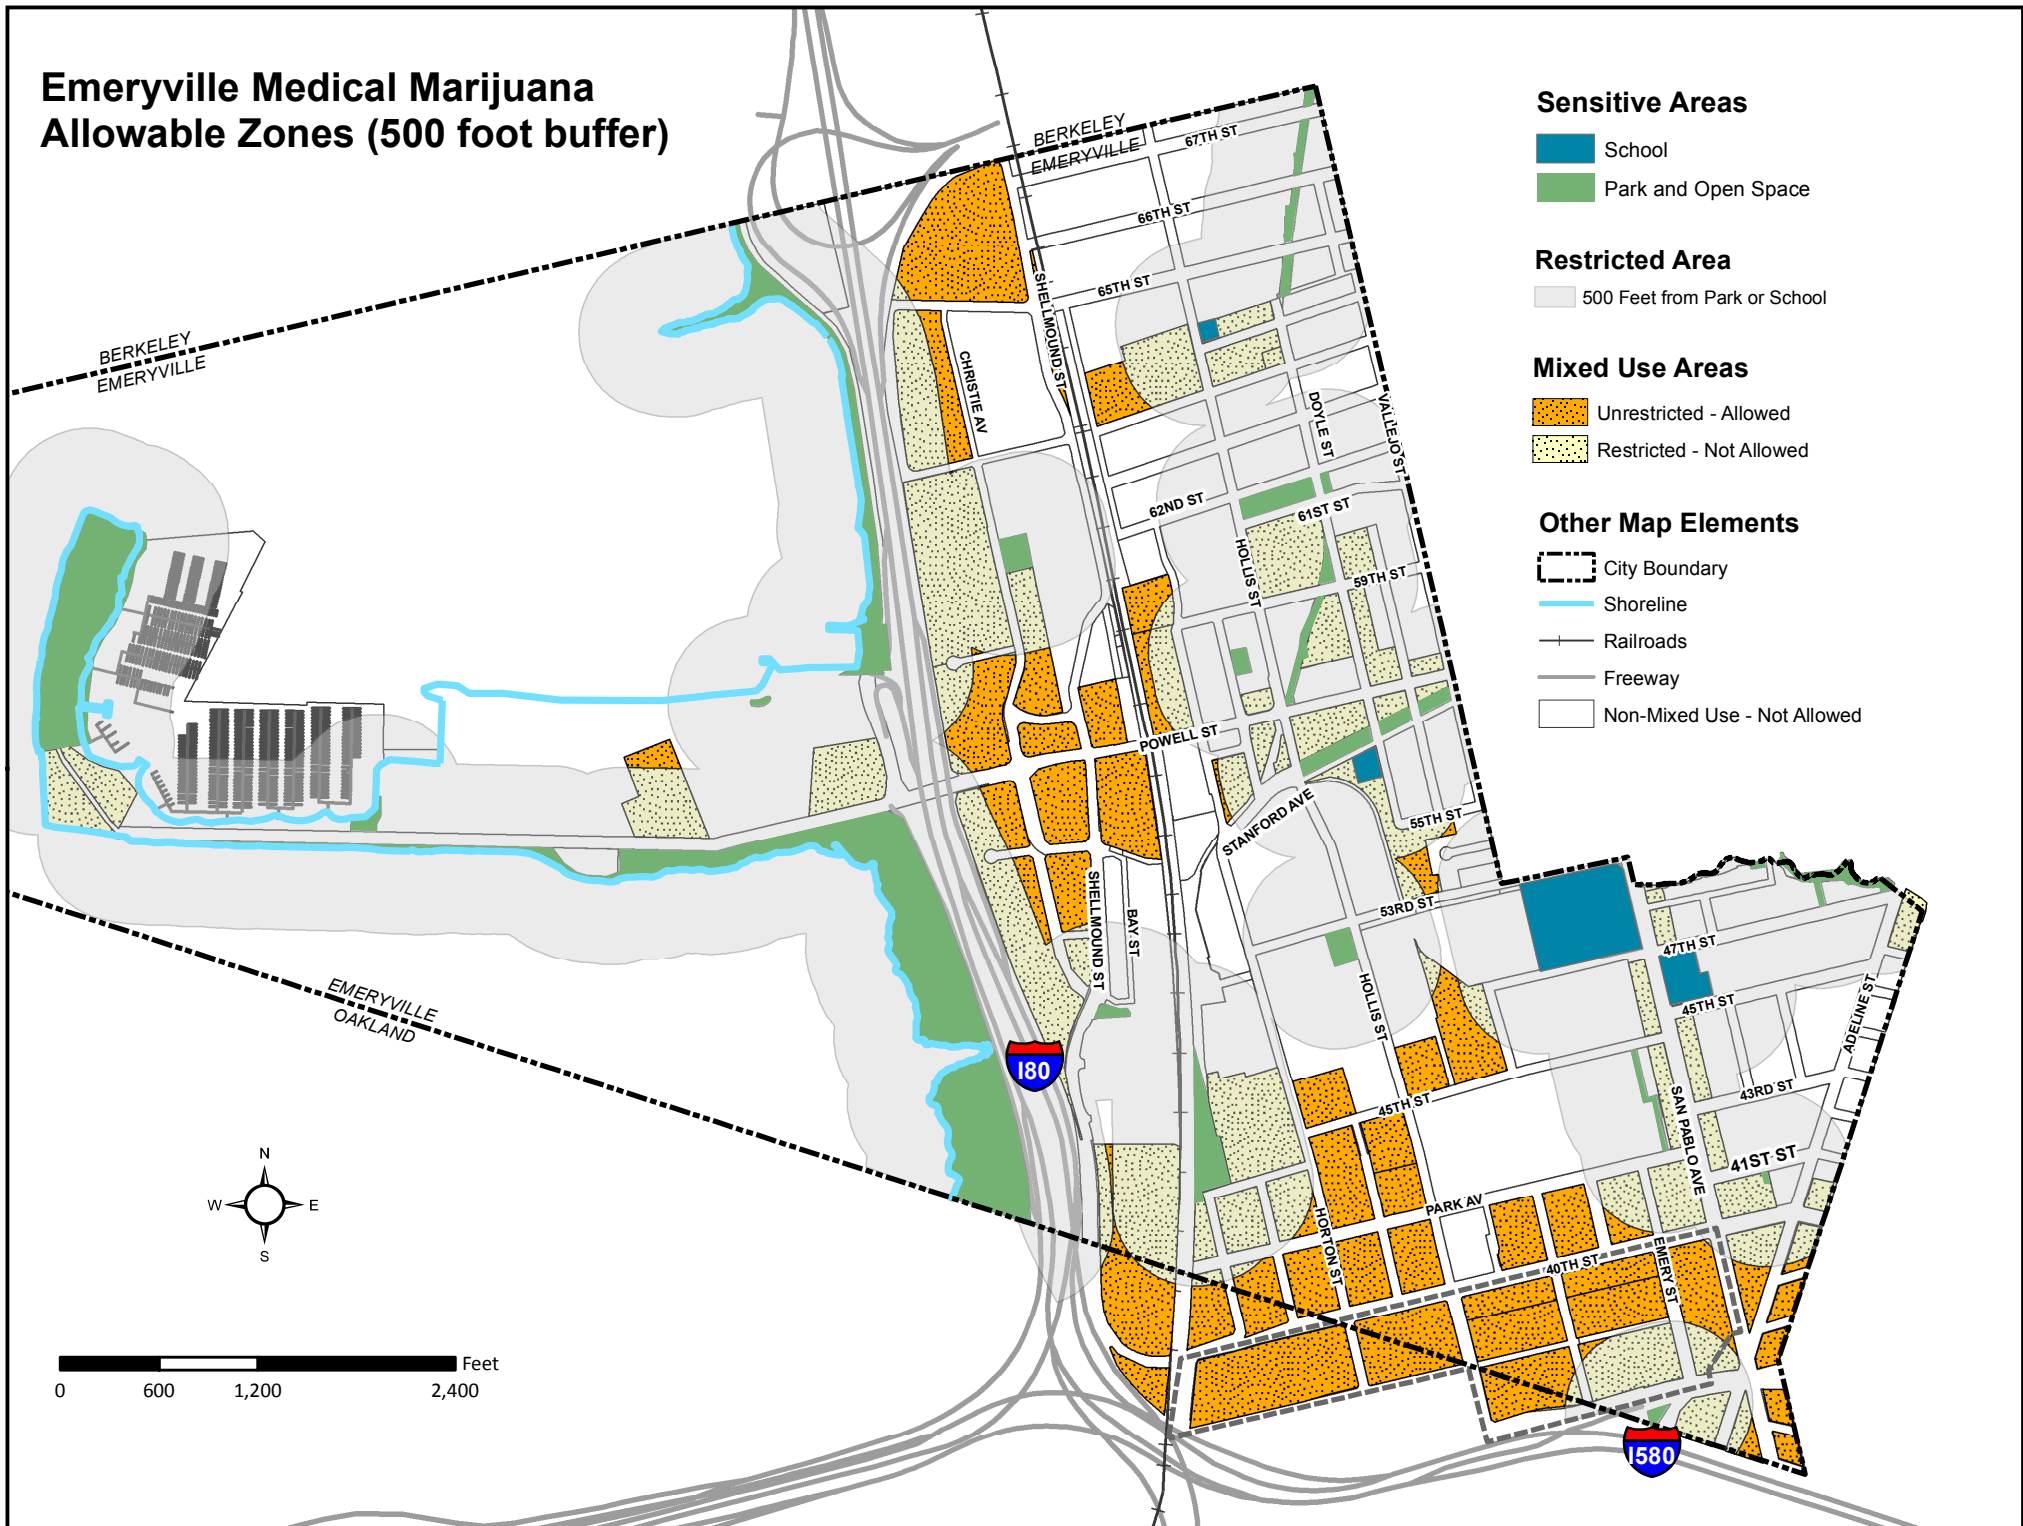 Emeryville Medical Marijuana
Allowable Zones (500 foot buffer)
Sensitive Areas
School
Park and Open Space
Restricted Area
500 Feet from Park or School
Mixed Use Areas
Unrestricted - Allowed
Restricted - Not Allowed
Other Map Elements
City Boundary
Shoreline
Railroads
Freeway
Non-Mixed Use - Not Allowed
BERKELEY
EMERYVILLE
67TH ST
66TH ST
65TH ST
SHELLMOUND ST
CHRISTIE AV
BERKELEY
EMERYVILLE
DOYLE ST
VALLEJO ST
62ND ST
61ST ST
HOLLIS ST
59TH ST
POWELL ST
STANFORD AVE
55TH ST
53RD ST
SHELLMOUND ST
BAY ST
47TH ST
45TH ST
ADELINE ST
HOLLIS ST
EMERYVILLE
OAKLAND
I80
45TH ST
43RD ST
SAN PABLO AVE
41ST ST
PARK AV
HORTON ST
40TH ST
EMERY ST
I580
N
W
E
S
Feet
0
600
1,200
2,400